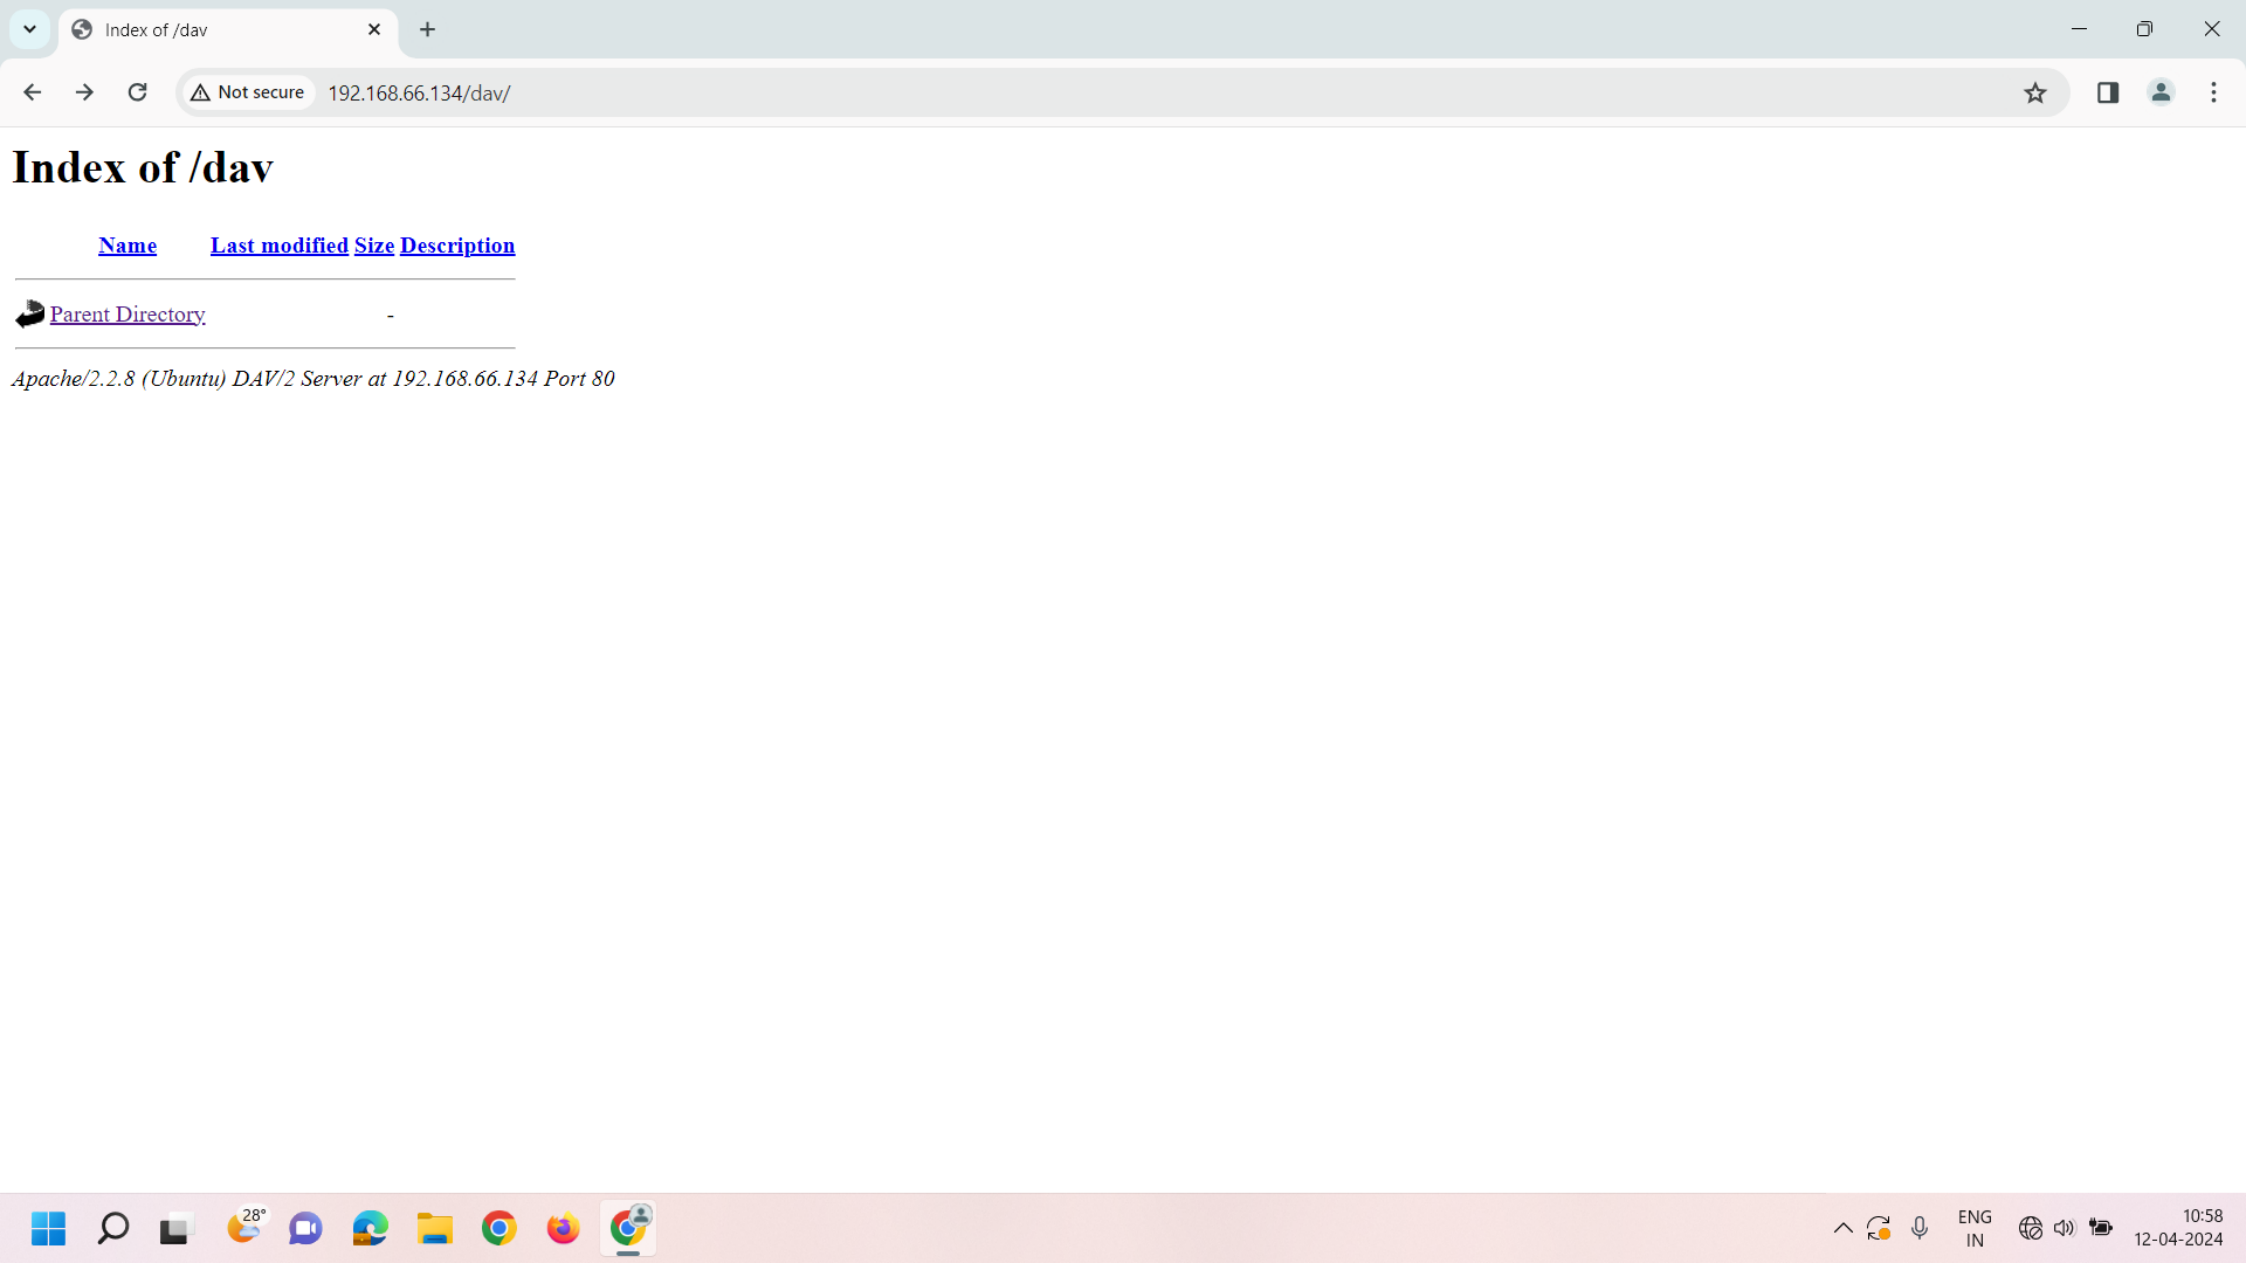 Index of /dav
Not secure
192.168.66.134/dav/
Index of /dav
Name Last modified Size Description
Parent Directory -
Apache/2.2.8 (Ubuntu) DAV/2 Server at 192.168.66.134 Port 80
28°
ENG
IN
10:58
12-04-2024